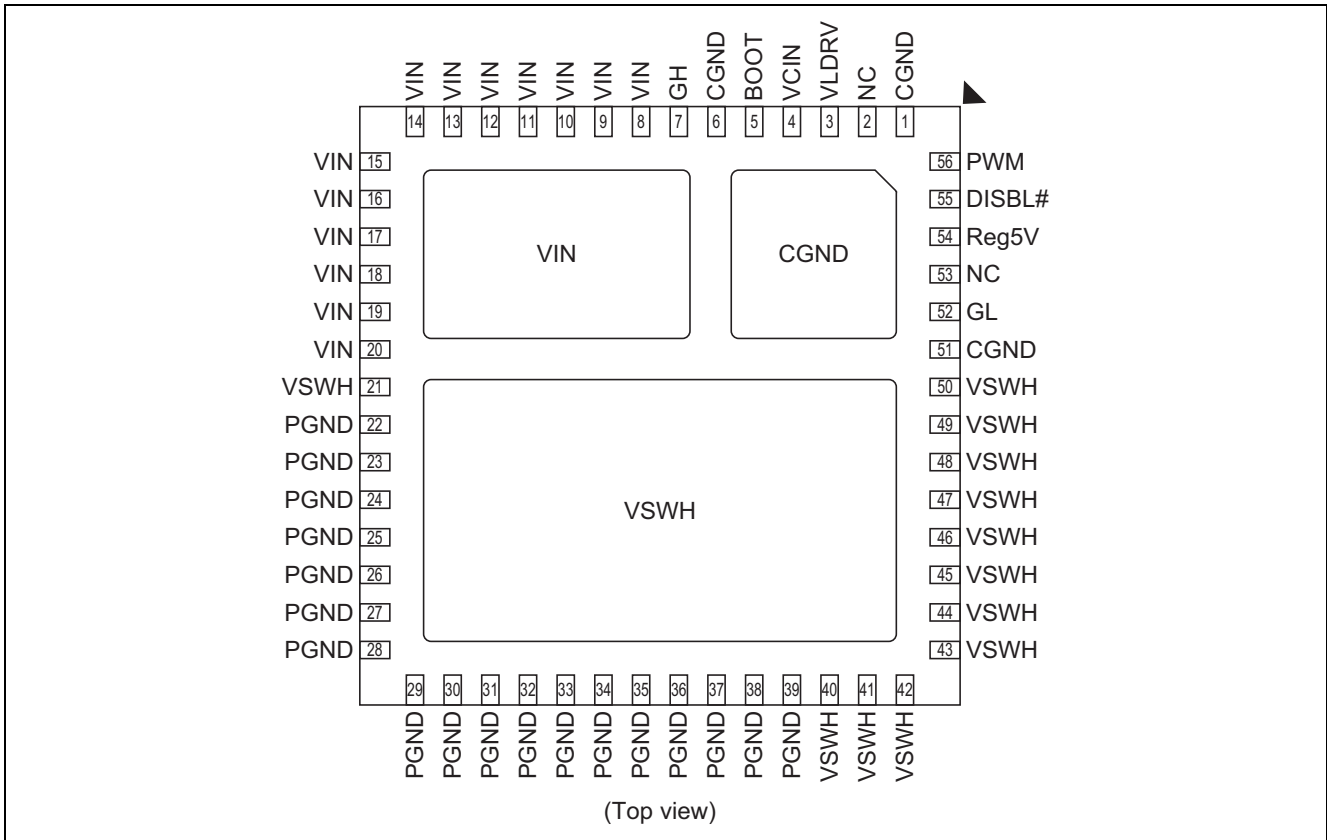 VIN VIN VIN VIN VIN VIN VIN GH CGND BOOT VCIN VLDRV NC CGND
14 13 12 11 10 9 8 7 6 5 4 3 2 1
VIN 15 56 PWM
VIN 16 55 DISBL#
VIN 17 54 Reg5V
VIN CGND
VIN 18 53 NC
VIN 19 52 GL
VIN 20 51 CGND
VSWH 21 50 VSWH
PGND 22 49 VSWH
PGND 23 48 VSWH
PGND 24 47 VSWH
VSWH
PGND 25 46 VSWH
PGND 26 45 VSWH
PGND 27 44 VSWH
PGND 28 43 VSWH
29 30 31 32 33 34 35 36 37 38 39 40 41 42
PGND PGND PGND PGND PGND PGND PGND PGND PGND PGND PGND VSWH VSWH VSWH
(Top view)